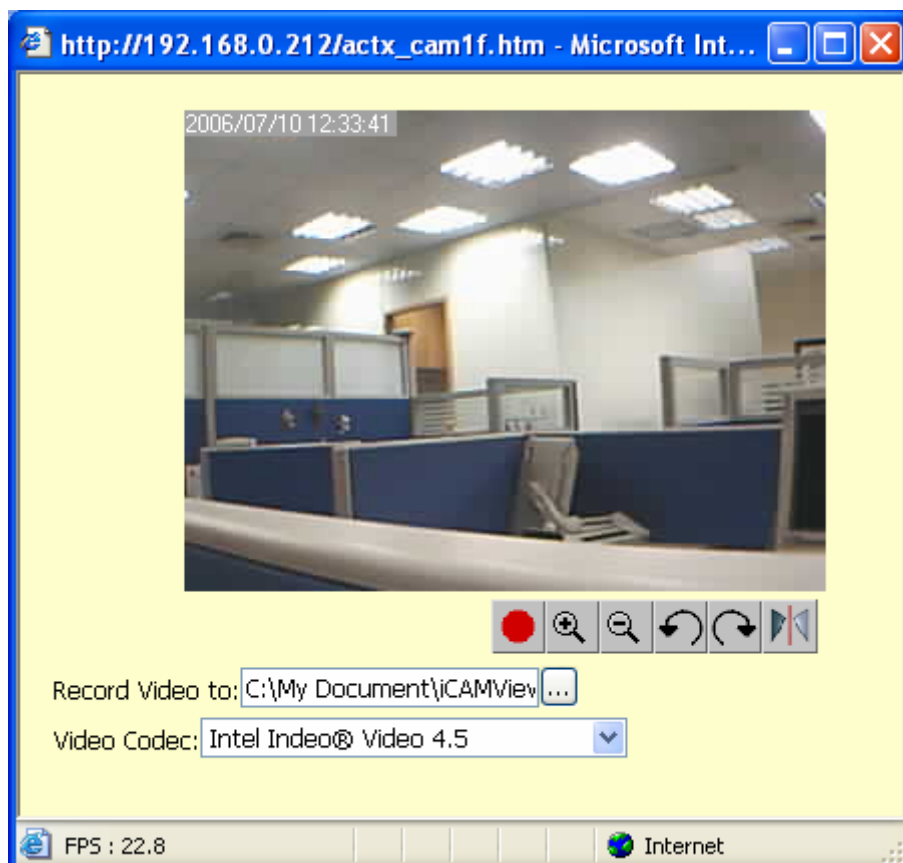 http://192.168.0.212/actx_cam1f.htm - Microsoft Int...
2006/07/10 12:33:41
Record Video to: C:\My Document\iCAMView ...
Video Codec: Intel Indeo® Video 4.5
FPS : 22.8
Internet